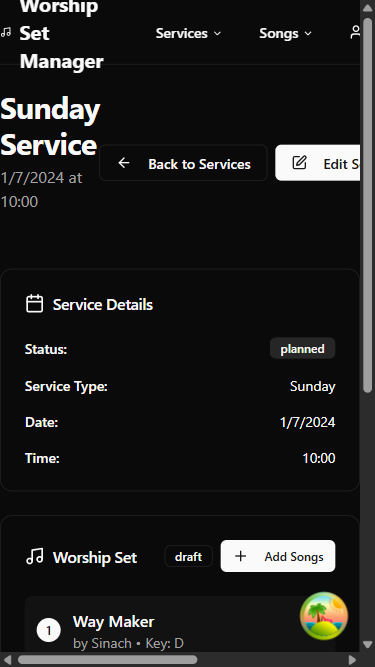 Worship
Set
Manager
Services
Songs
Sunday
Service
1/7/2024 at
10:00
Back to Services
Edit S
Service Details
Status:
planned
Service Type:
Sunday
Date:
1/7/2024
Time:
10:00
Worship Set
draft
Add Songs
1
Way Maker
by Sinach • Key: D